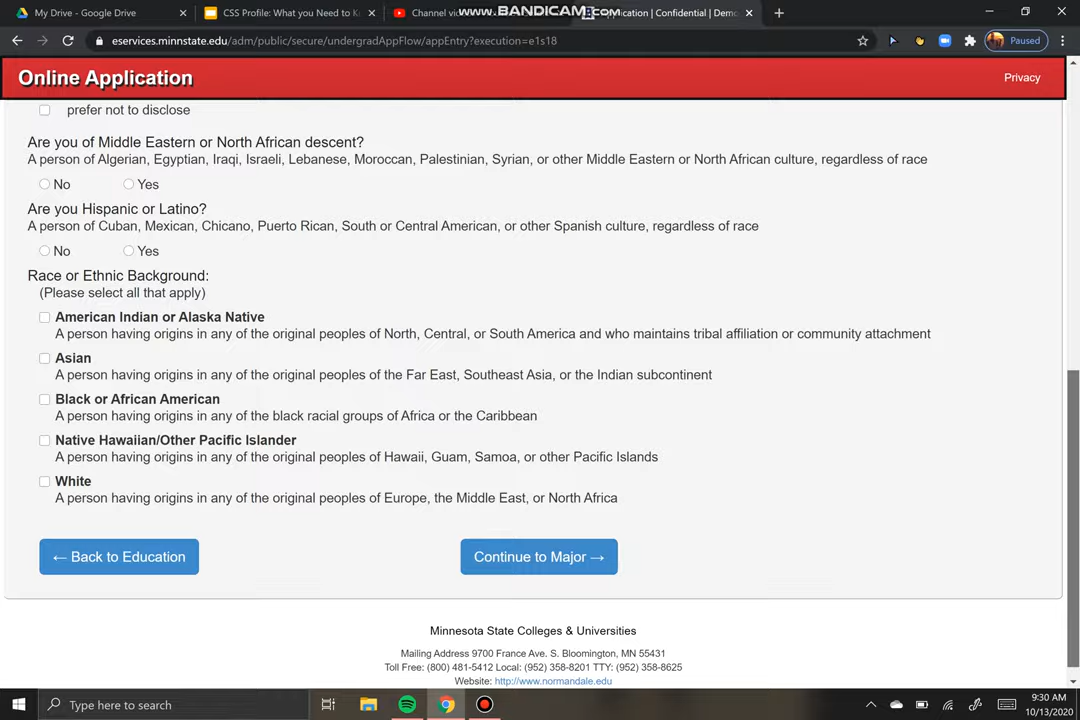 My Drive - Google Drive
CSS Profile: What you need to K
Channel vi
www.BANDICAM.com
pplication | Confidential | Demo
eservices.minnstate.edu/adm/public/secure/undergradAppFlow/appEntry?execution=e1s18
Paused
Online Application
Privacy
prefer not to disclose
Are you of Middle Eastern or North African descent?
A person of Algerian, Egyptian, Iraqi, Israeli, Lebanese, Moroccan, Palestinian, Syrian, or other Middle Eastern or North African culture, regardless of race
No Yes
Are you Hispanic or Latino?
A person of Cuban, Mexican, Chicano, Puerto Rican, South or Central American, or other Spanish culture, regardless of race
No Yes
Race or Ethnic Background:
(Please select all that apply)
American Indian or Alaska Native
A person having origins in any of the original peoples of North, Central, or South America and who maintains tribal affiliation or community attachment
Asian
A person having origins in any of the original peoples of the Far East, Southeast Asia, or the Indian subcontinent
Black or African American
A person having origins in any of the black racial groups of Africa or the Caribbean
Native Hawaiian/Other Pacific Islander
A person having origins in any of the original peoples of Hawaii, Guam, Samoa, or other Pacific Islands
White
A person having origins in any of the original peoples of Europe, the Middle East, or North Africa
← Back to Education
Continue to Major →
Minnesota State Colleges & Universities
Mailing Address 9700 France Ave. S. Bloomington, MN 55431
Toll Free: (800) 481-5412 Local: (952) 358-8201 TTY: (952) 358-8625
Website: http://www.normandale.edu
Type here to search
9:30 AM
10/13/2020